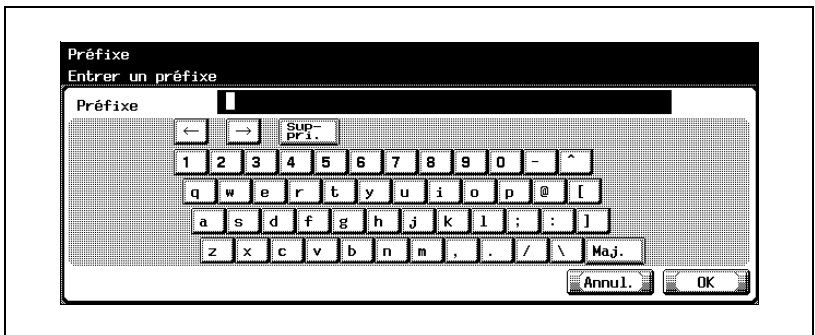 Préfixe
Entrer un préfixe
Préfixe
← → Sup-
pri.
1 2 3 4 5 6 7 8 9 0 - ^
q w e r t y u i o p @ [
a s d f g h j k l ; : ]
z x c v b n m , . / \ Maj.
Annul. OK